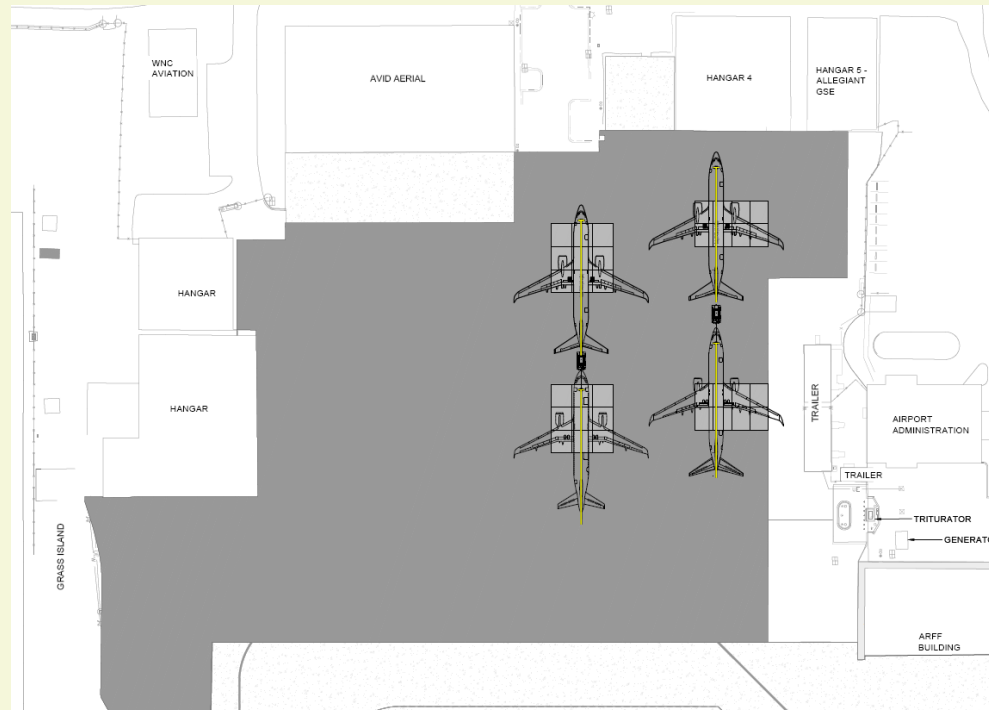 WNC
AVIATION
AVID AERIAL
HANGAR 4
HANGAR 5 -
ALLEGIANT
GSE
HANGAR
HANGAR
TRAILER
AIRPORT
ADMINISTRATION
TRAILER
TRITURATOR
GENERATO
GRASS ISLAND
ARFF
BUILDING